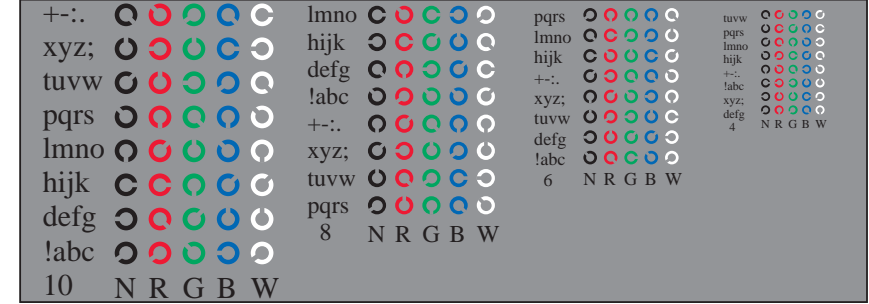 +-:.
xyz;
tuvw
pqrs
lmno
hijk
defg
!abc
10 N R G B W
lmno
hijk
defg
!abc
+-:.
xyz;
tuvw
pqrs
8 N R G B W
pqrs
lmno
hijk
+-:.
xyz;
tuvw
defg
!abc
6 N R G B W
tuvw
pqrs
lmno
hijk
+-:.
!abc
xyz;
defg
4 N R G B W